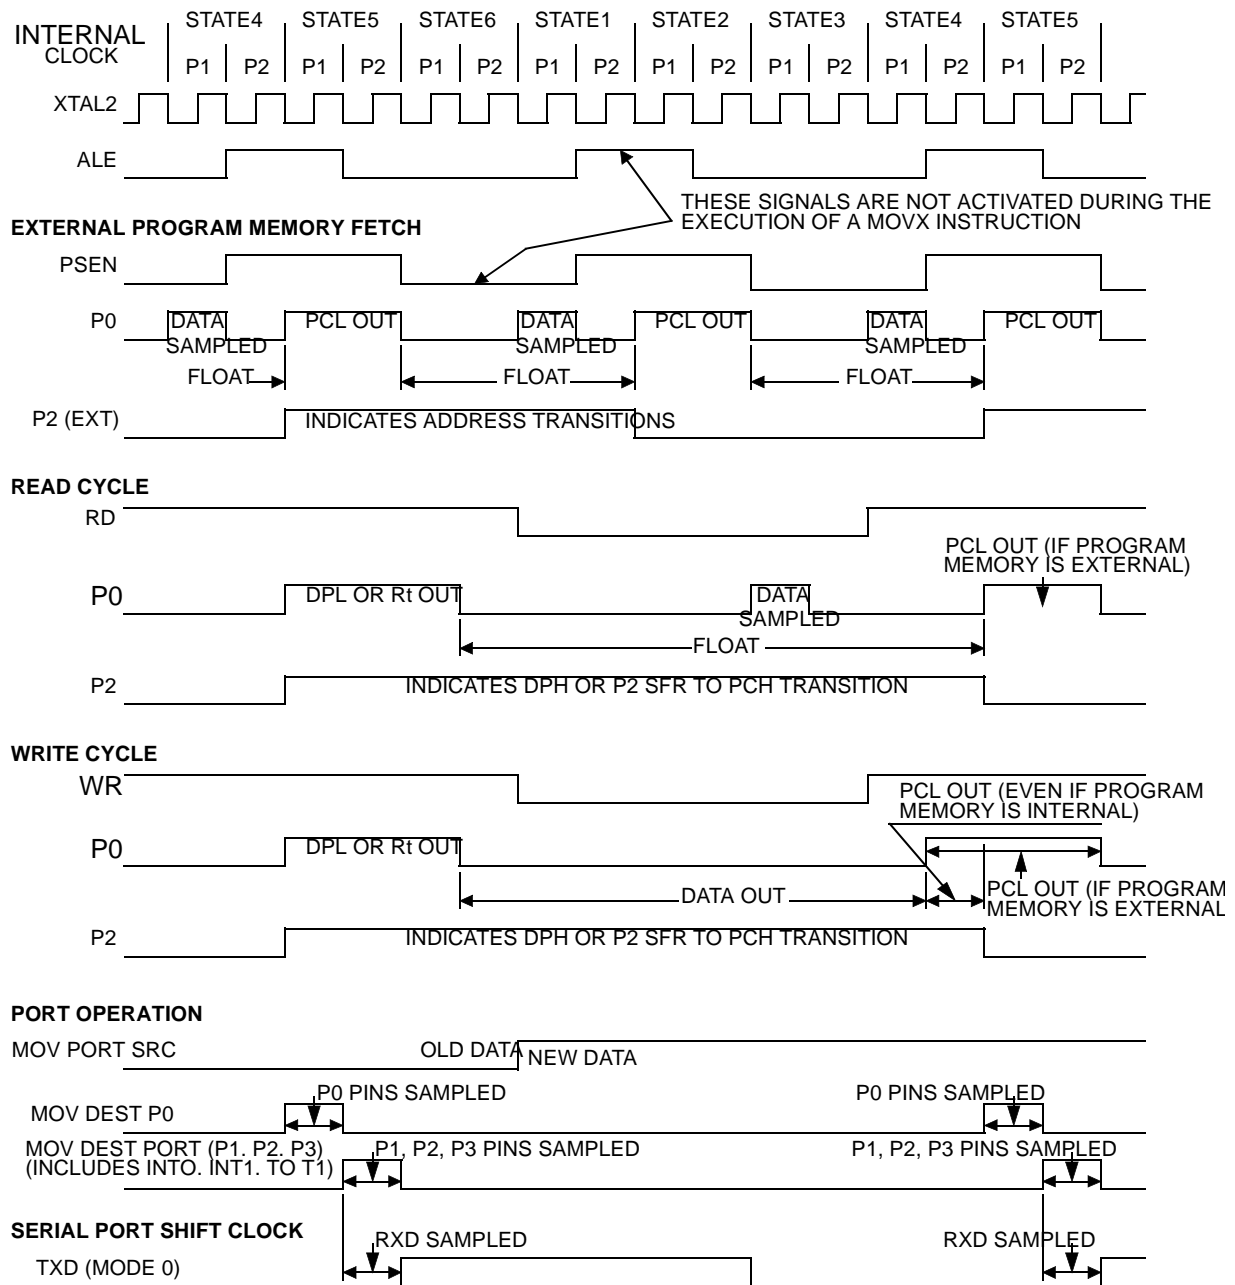 INTERNAL CLOCK
STATE4 STATE5 STATE6 STATE1 STATE2 STATE3 STATE4 STATE5
P1 P2 P1 P2 P1 P2 P1 P2 P1 P2 P1 P2 P1 P2 P1 P2
XTAL2
ALE
THESE SIGNALS ARE NOT ACTIVATED DURING THE
EXECUTION OF A MOVX INSTRUCTION
EXTERNAL PROGRAM MEMORY FETCH
PSEN
P0 DATA PCL OUT DATA PCL OUT DATA PCL OUT
SAMPLED SAMPLED SAMPLED
FLOAT FLOAT FLOAT
P2 (EXT) INDICATES ADDRESS TRANSITIONS
READ CYCLE
RD
PCL OUT (IF PROGRAM
MEMORY IS EXTERNAL)
P0 DPL OR Rt OUT DATA
SAMPLED
FLOAT
P2 INDICATES DPH OR P2 SFR TO PCH TRANSITION
WRITE CYCLE
WR
PCL OUT (EVEN IF PROGRAM
MEMORY IS INTERNAL)
P0 DPL OR Rt OUT
DATA OUT
PCL OUT (IF PROGRAM
MEMORY IS EXTERNAL
P2 INDICATES DPH OR P2 SFR TO PCH TRANSITION
PORT OPERATION
MOV PORT SRC OLD DATA NEW DATA
P0 PINS SAMPLED P0 PINS SAMPLED
MOV DEST P0
MOV DEST PORT (P1. P2. P3) P1, P2, P3 PINS SAMPLED P1, P2, P3 PINS SAMPLED
(INCLUDES INTO. INT1. TO T1)
SERIAL PORT SHIFT CLOCK
RXD SAMPLED RXD SAMPLED
TXD (MODE 0)